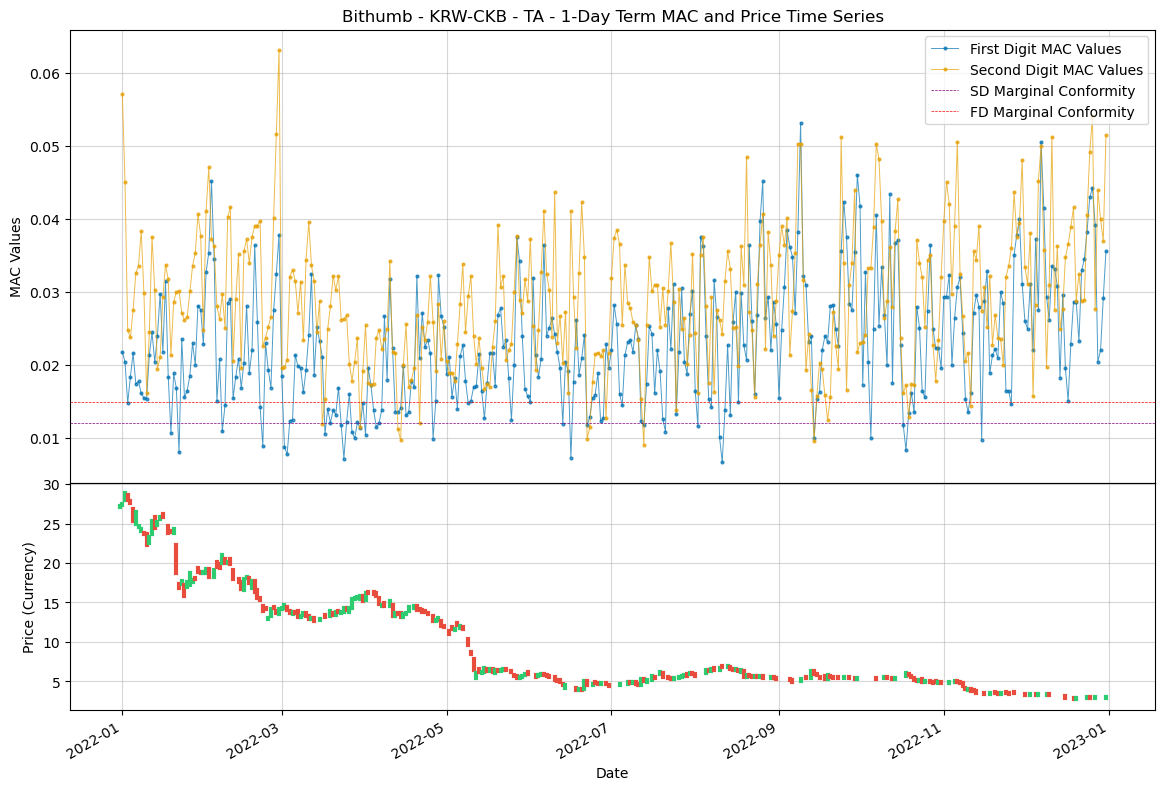 Bithumb - KRW-CKB - TA - 1-Day Term MAC and Price Time Series
First Digit MAC Values
Second Digit MAC Values
SD Marginal Conformity
FD Marginal Conformity
MAC Values
0.06
0.05
0.04
0.03
0.02
0.01
Price (Currency)
30
25
20
15
10
5
2022-01
2022-03
2022-05
2022-07
2022-09
2022-11
2023-01
Date